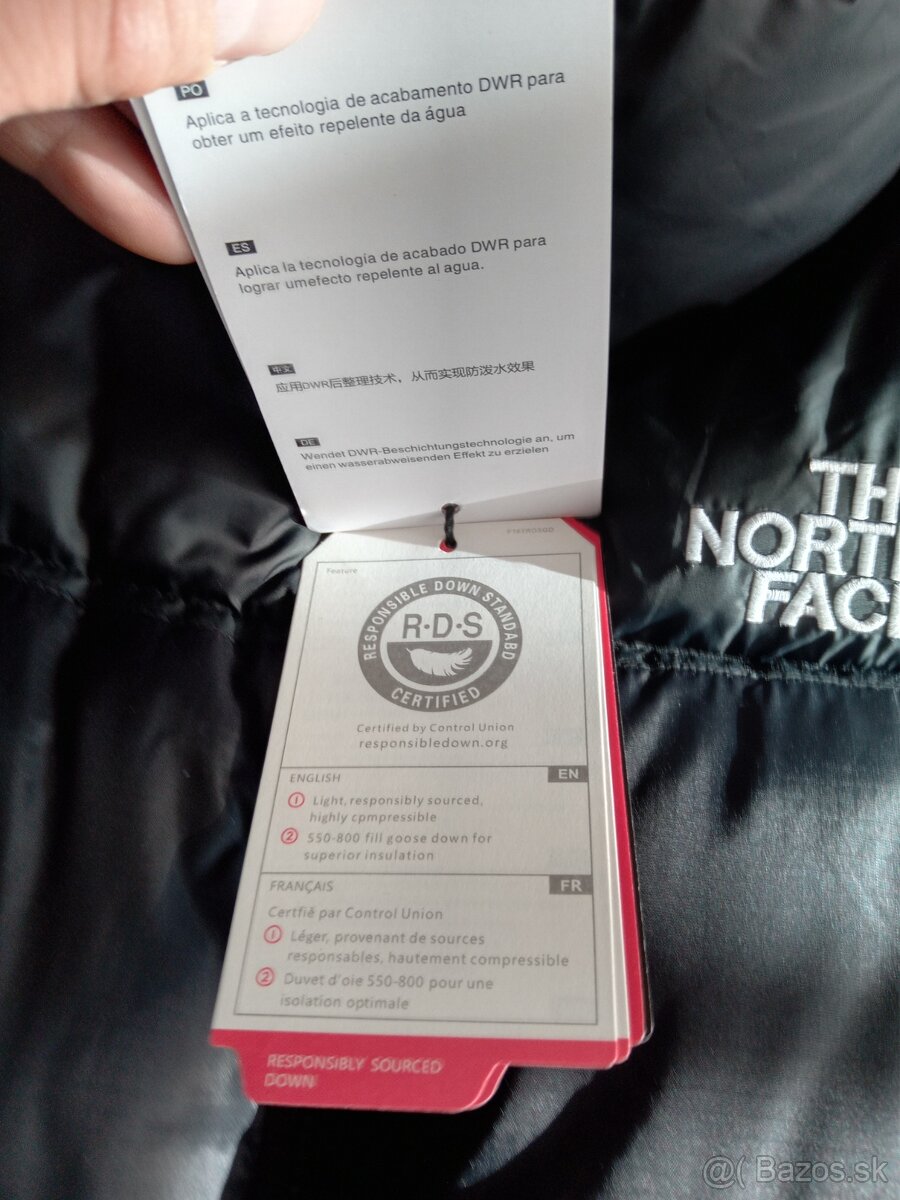 PO
Aplica a tecnologia de acabamento DWR para
obter um efeito repelente da água
ES
Aplica la tecnologia de acabado DWR para
lograr umefecto repelente al agua.
中文
应用DWR后整理技术，从而实现防泼水效果
DE
Wendet DWR-Beschichtungstechnologie an, um
einen wasserabweisenden Effekt zu erzielen
THE
NORTH
FACE
Feature
RESPONSIBLE DOWN STANDABD
R·D·S
CERTIFIED
Certified by Control Union
responsibledown.org
ENGLISH EN
① Light, responsibly sourced,
highly cpmpressible
② 550-800 fill goose down for
superior insulation
FRANÇAIS FR
Certfiě par Control Union
① Léger, provenant de sources
responsables, hautement compressible
② Duvet d'oie 550-800 pour une
isolation optimale
RESPONSIBLY SOURCED
DOWN
@( Bazos.sk